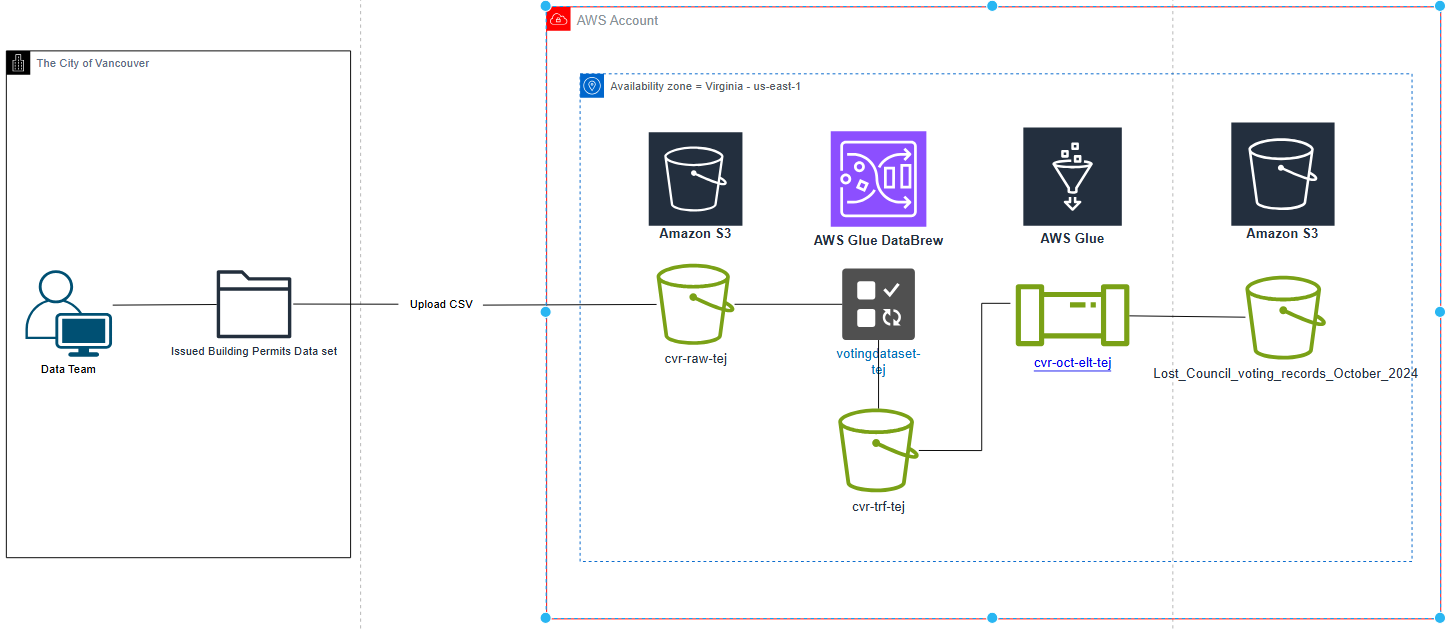 AWS Account
The City of Vancouver
Availability zone = Virginia - us-east-1
Amazon S3
AWS Glue DataBrew
AWS Glue
Amazon S3
Upload CSV
Issued Building Permits Data set
Data Team
cvr-raw-tej
votingdataset-
tej
cvr-oct-elt-tej
Lost_Council_voting_records_October_2024
cvr-trf-tej